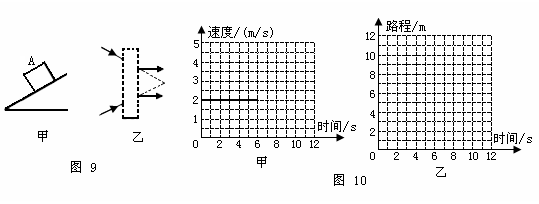 A
甲
乙
图 9
速度/(m/s)
5
4
3
2
1
0
2 4 6 8 10 12
时间/s
甲
路程/m
12
10
8
6
4
2
0
2 4 6 8 10 12
时间/s
乙
图 10